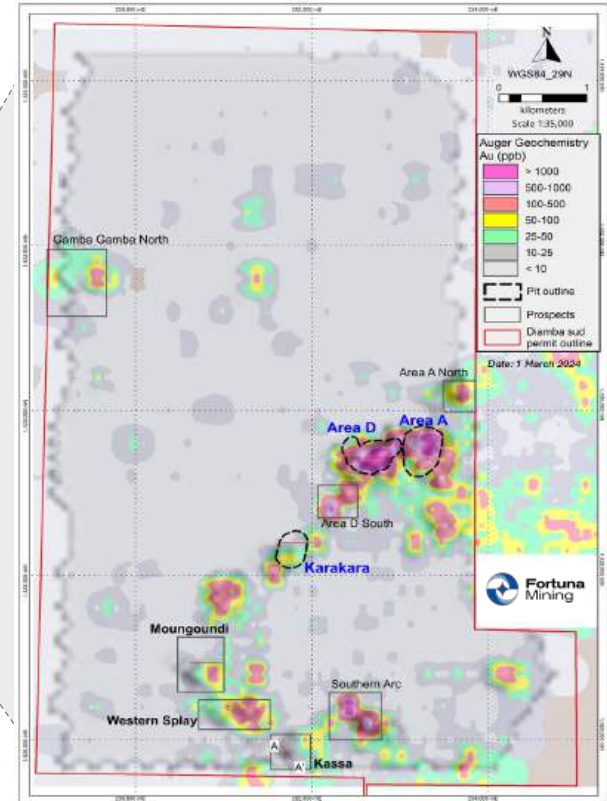 N
WGS84_29N
0
1
kilometers
Scale 1:35,000
Auger Geochemistry
Au (ppb)
> 1000
500-1000
100-500
50-100
25-50
10-25
< 10
Pit outline
Prospects
Diamba sud
permit outline
Date: 1 March 2024
Gamba Gamba North
Area A North
Area D
Area A
Area D South
Karakara
Fortuna
Mining
Moungoundi
Southern Arc
Western Splay
A
A'
Kassa